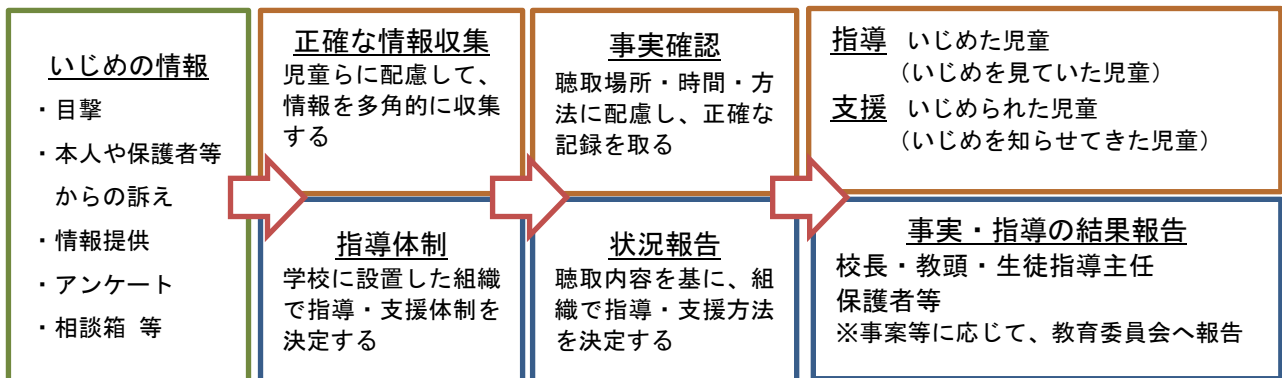 いじめの情報
・目撃
・本人や保護者等
からの訴え
・情報提供
・アンケート
・相談箱 等
正確な情報収集
児童らに配慮して、
情報を多角的に収集
する
指導体制
学校に設置した組織
で指導・支援体制を
決定する
事実確認
聴取場所・時間・方
法に配慮し、正確な
記録を取る
状況報告
聴取内容を基に、組
織で指導・支援方法
を決定する
指導 いじめた児童
（いじめを見ていた児童）
支援 いじめられた児童
（いじめを知らせてきた児童）
事実・指導の結果報告
校長・教頭・生徒指導主任
保護者等
※事案等に応じて、教育委員会へ報告